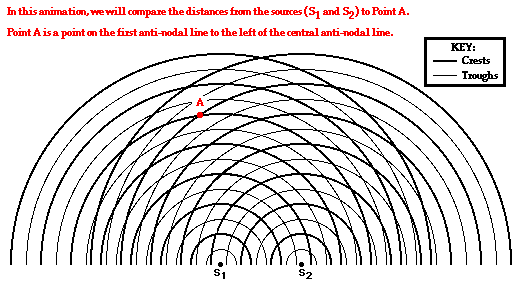 In this animation, we will compare the distances from the sources (S1 and S2) to Point A.
Point A is a point on the first anti-nodal line to the left of the central anti-nodal line.
KEY:
Crests
Troughs
A
S1
S2